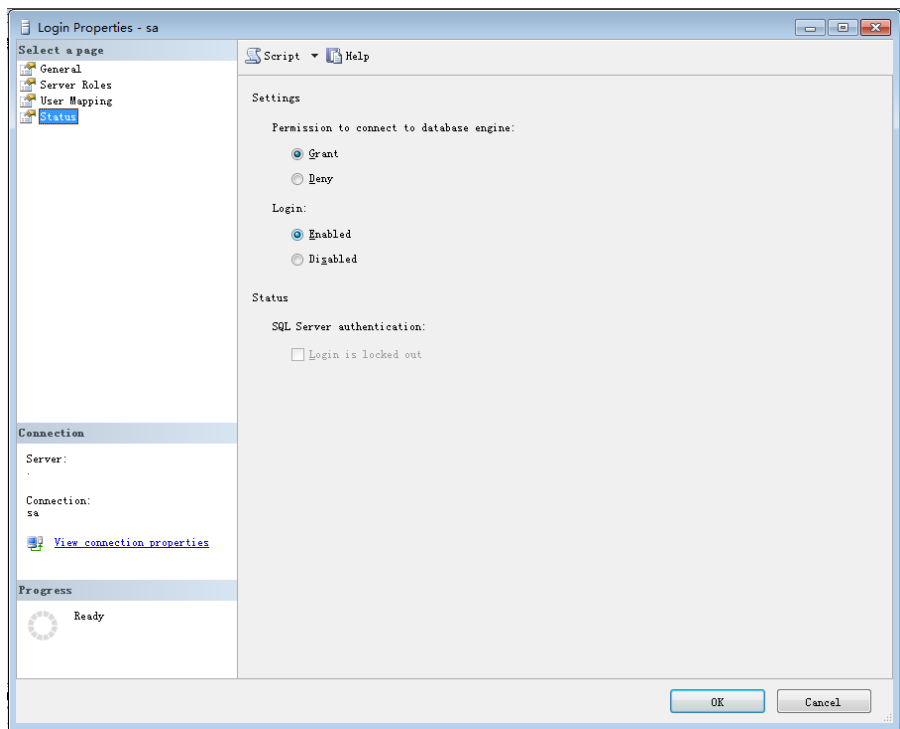 Login Properties - sa
Select a page
General
Server Roles
User Mapping
Status
Script
Help
Settings
Permission to connect to database engine:
Grant
Deny
Login:
Enabled
Disabled
Status
SQL Server authentication:
Login is locked out
Connection
Server:
.
Connection:
sa
View connection properties
Progress
Ready
OK
Cancel